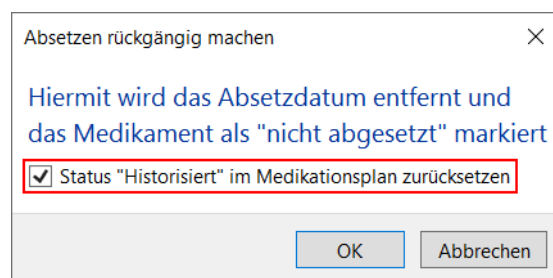 Absetzen rückgängig machen
Hiermit wird das Absetzdatum entfernt und
das Medikament als "nicht abgesetzt" markiert
Status "Historisiert" im Medikationsplan zurücksetzen
OK
Abbrechen